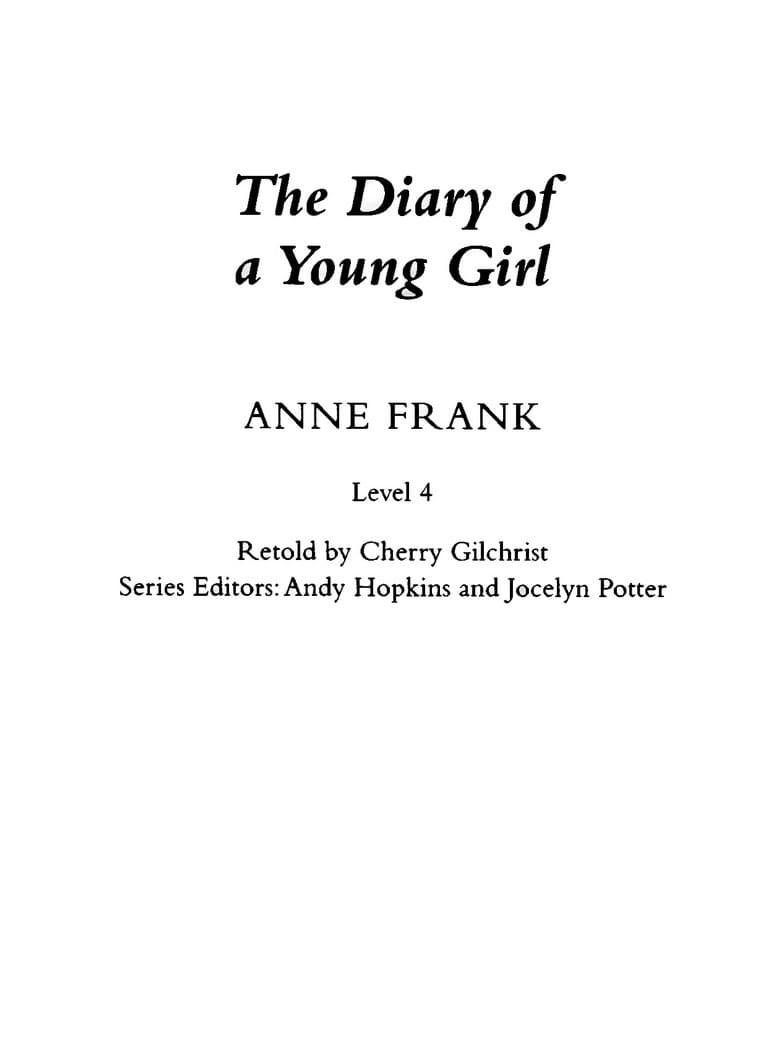 The Diary of
a Young Girl
ANNE FRANK
Level 4
Retold by Cherry Gilchrist
Series Editors: Andy Hopkins and Jocelyn Potter